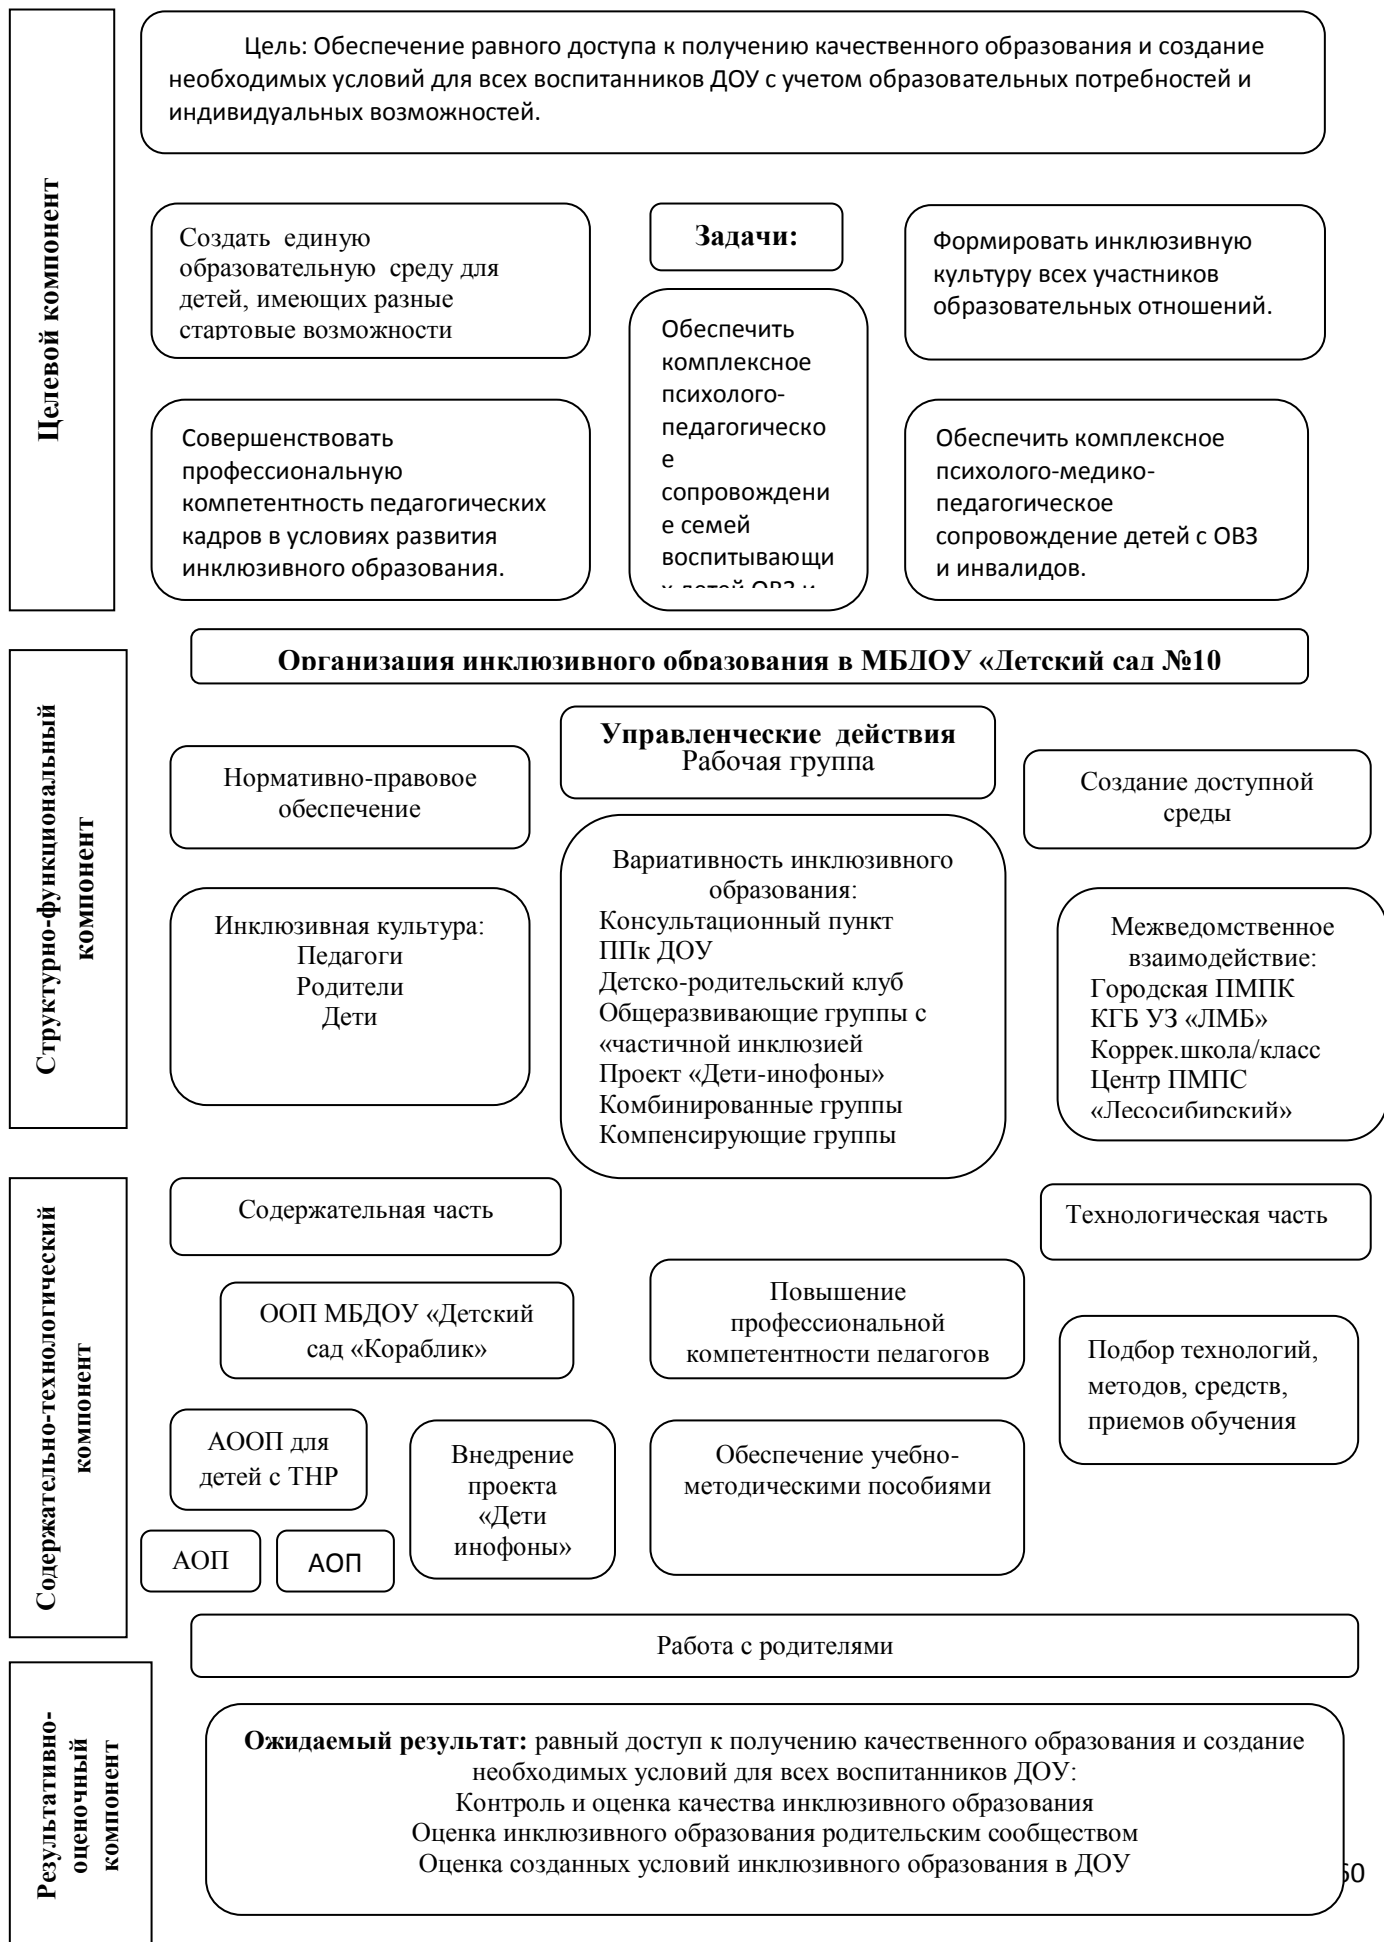 Целевой компонент
Цель: Обеспечение равного доступа к получению качественного образования и создание
необходимых условий для всех воспитанников ДОУ с учетом образовательных потребностей и
индивидуальных возможностей.
Создать единую
образовательную среду для
детей, имеющих разные
стартовые возможности
Задачи:
Формировать инклюзивную
культуру всех участников
образовательных отношений.
Совершенствовать
профессиональную
компетентность педагогических
кадров в условиях развития
инклюзивного образования.
Обеспечить
комплексное
психолого-
педагогическо
е
сопровождени
е семей
воспитывающи
х детей ОВЗ и
Обеспечить комплексное
психолого-медико-
педагогическое
сопровождение детей с ОВЗ
и инвалидов.
Структурно-функциональный
компонент
Организация инклюзивного образования в МБДОУ «Детский сад №10
Управленческие действия
Рабочая группа
Нормативно-правовое
обеспечение
Создание доступной
среды
Инклюзивная культура:
Педагоги
Родители
Дети
Вариативность инклюзивного
образования:
Консультационный пункт
ППк ДОУ
Детско-родительский клуб
Общеразвивающие группы с
«частичной инклюзией
Проект «Дети-инофоны»
Комбинированные группы
Компенсирующие группы
Межведомственное
взаимодействие:
Городская ПМПК
КГБ УЗ «ЛМБ»
Коррек.школа/класс
Центр ПМПС
«Лесосибирский»
Содержательно-технологический
компонент
Содержательная часть
Технологическая часть
ООП МБДОУ «Детский
сад «Кораблик»
Повышение
профессиональной
компетентности педагогов
Подбор технологий,
методов, средств,
приемов обучения
АООП для
детей с ТНР
Внедрение
проекта
«Дети
инофоны»
Обеспечение учебно-
методическими пособиями
АОП
АОП
Работа с родителями
Результативно-
оценочный
компонент
Ожидаемый результат: равный доступ к получению качественного образования и создание
необходимых условий для всех воспитанников ДОУ:
Контроль и оценка качества инклюзивного образования
Оценка инклюзивного образования родительским сообществом
Оценка созданных условий инклюзивного образования в ДОУ